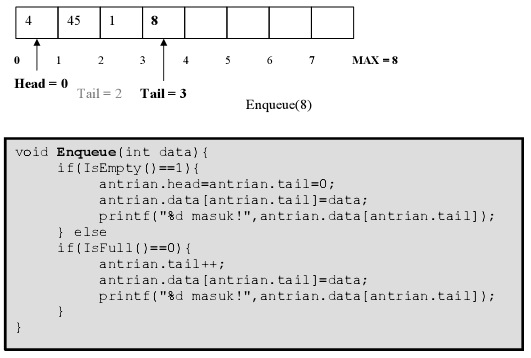 4 45 1 8
0 1 2 3 4 5 6 7 MAX = 8
Head = 0
Tail = 2 Tail = 3
Enqueue(8)
void Enqueue(int data){
if(IsEmpty()==1){
antrian.head=antrian.tail=0;
antrian.data[antrian.tail]=data;
printf("%d masuk!",antrian.data[antrian.tail]);
} else
if(IsFull()==0){
antrian.tail++;
antrian.data[antrian.tail]=data;
printf("%d masuk!",antrian.data[antrian.tail]);
}
}